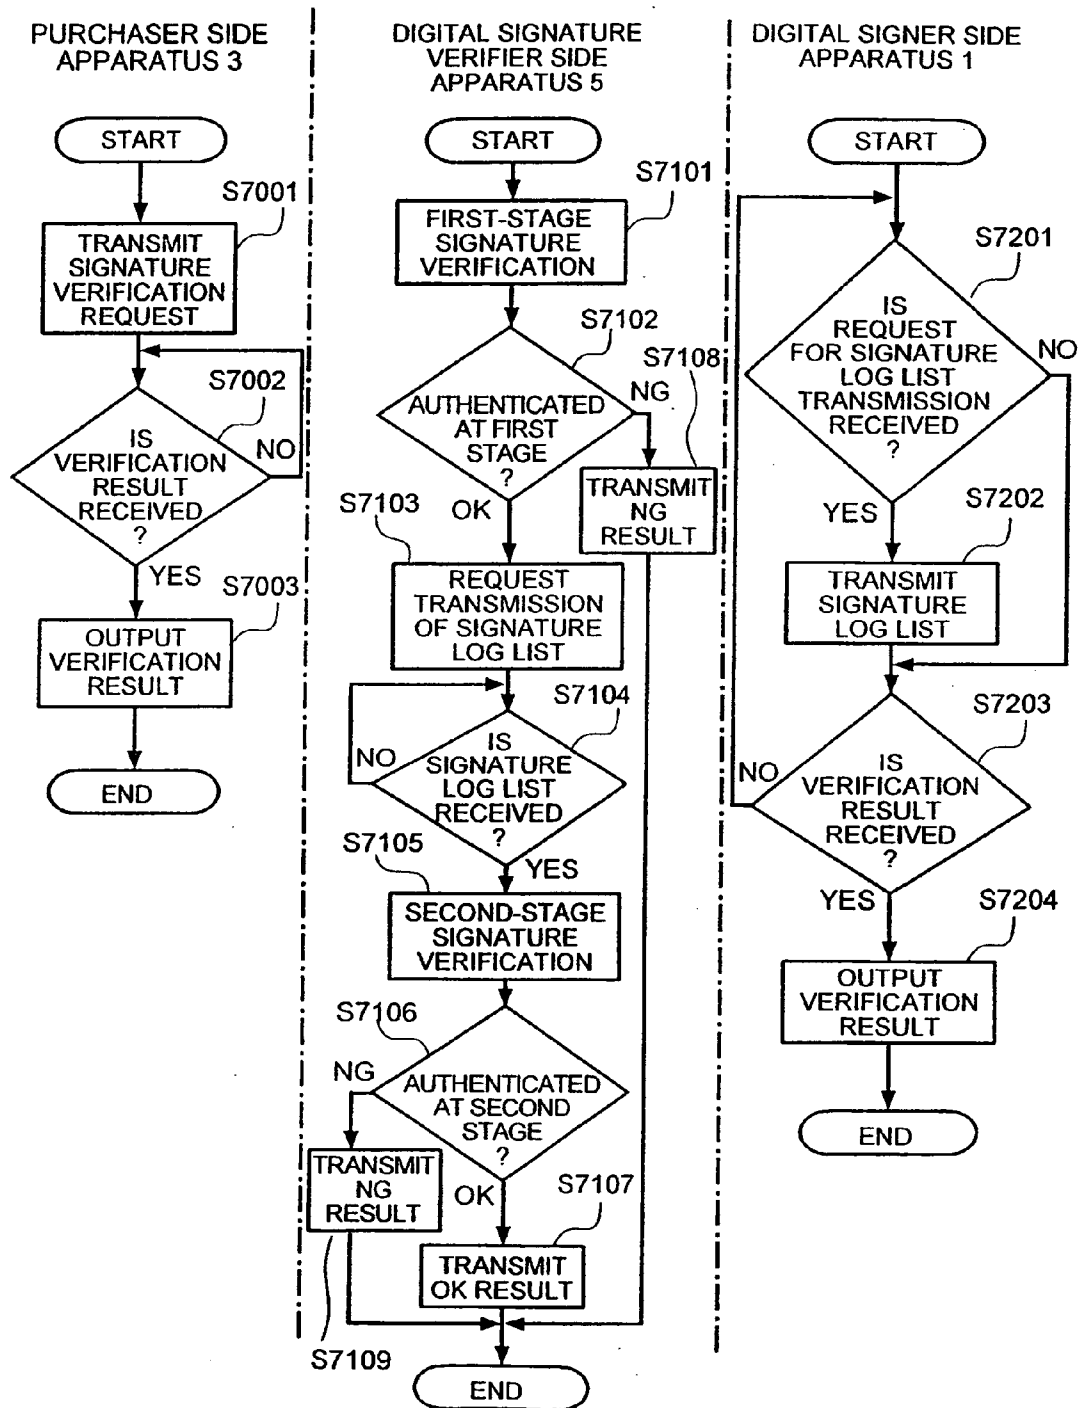 PURCHASER SIDE
APPARATUS 3
START
S7001
TRANSMIT
SIGNATURE
VERIFICATION
REQUEST
S7002
IS
VERIFICATION
RESULT
RECEIVED
?
NO
YES
S7003
OUTPUT
VERIFICATION
RESULT
END
DIGITAL SIGNATURE
VERIFIER SIDE
APPARATUS 5
START
S7101
FIRST-STAGE
SIGNATURE
VERIFICATION
S7102
AUTHENTICATED
AT FIRST
STAGE
?
NG
S7108
TRANSMIT
NG
RESULT
OK
S7103
REQUEST
TRANSMISSION
OF SIGNATURE
LOG LIST
S7104
IS
SIGNATURE
LOG LIST
RECEIVED
?
NO
YES
S7105
SECOND-STAGE
SIGNATURE
VERIFICATION
S7106
AUTHENTICATED
AT SECOND
STAGE
?
NG
TRANSMIT
NG
RESULT
S7109
OK
S7107
TRANSMIT
OK RESULT
END
DIGITAL SIGNER SIDE
APPARATUS 1
START
S7201
IS
REQUEST
FOR SIGNATURE
LOG LIST
TRANSMISSION
RECEIVED
?
NO
YES
S7202
TRANSMIT
SIGNATURE
LOG LIST
S7203
IS
VERIFICATION
RESULT
RECEIVED
?
NO
YES
S7204
OUTPUT
VERIFICATION
RESULT
END